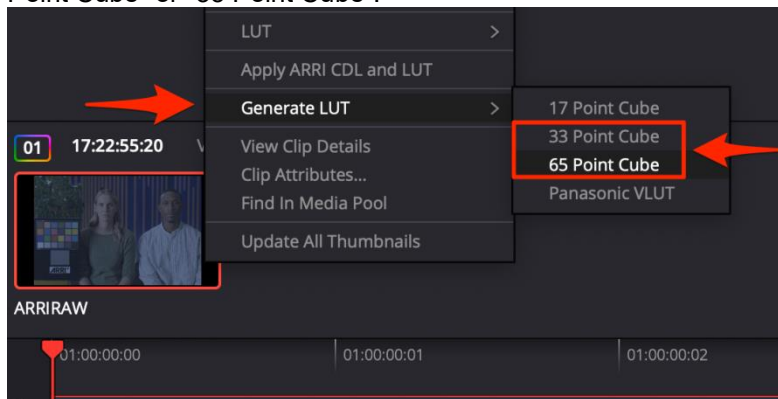 Point Cube" or "65 Point Cube".
LUT >
Apply ARRI CDL and LUT
Generate LUT >
17 Point Cube
33 Point Cube
65 Point Cube
Panasonic VLUT
01 17:22:55:20 V
View Clip Details
Clip Attributes...
Find In Media Pool
Update All Thumbnails
ARRI
ARRIRAW
01:00:00:00 01:00:00:01 01:00:00:02